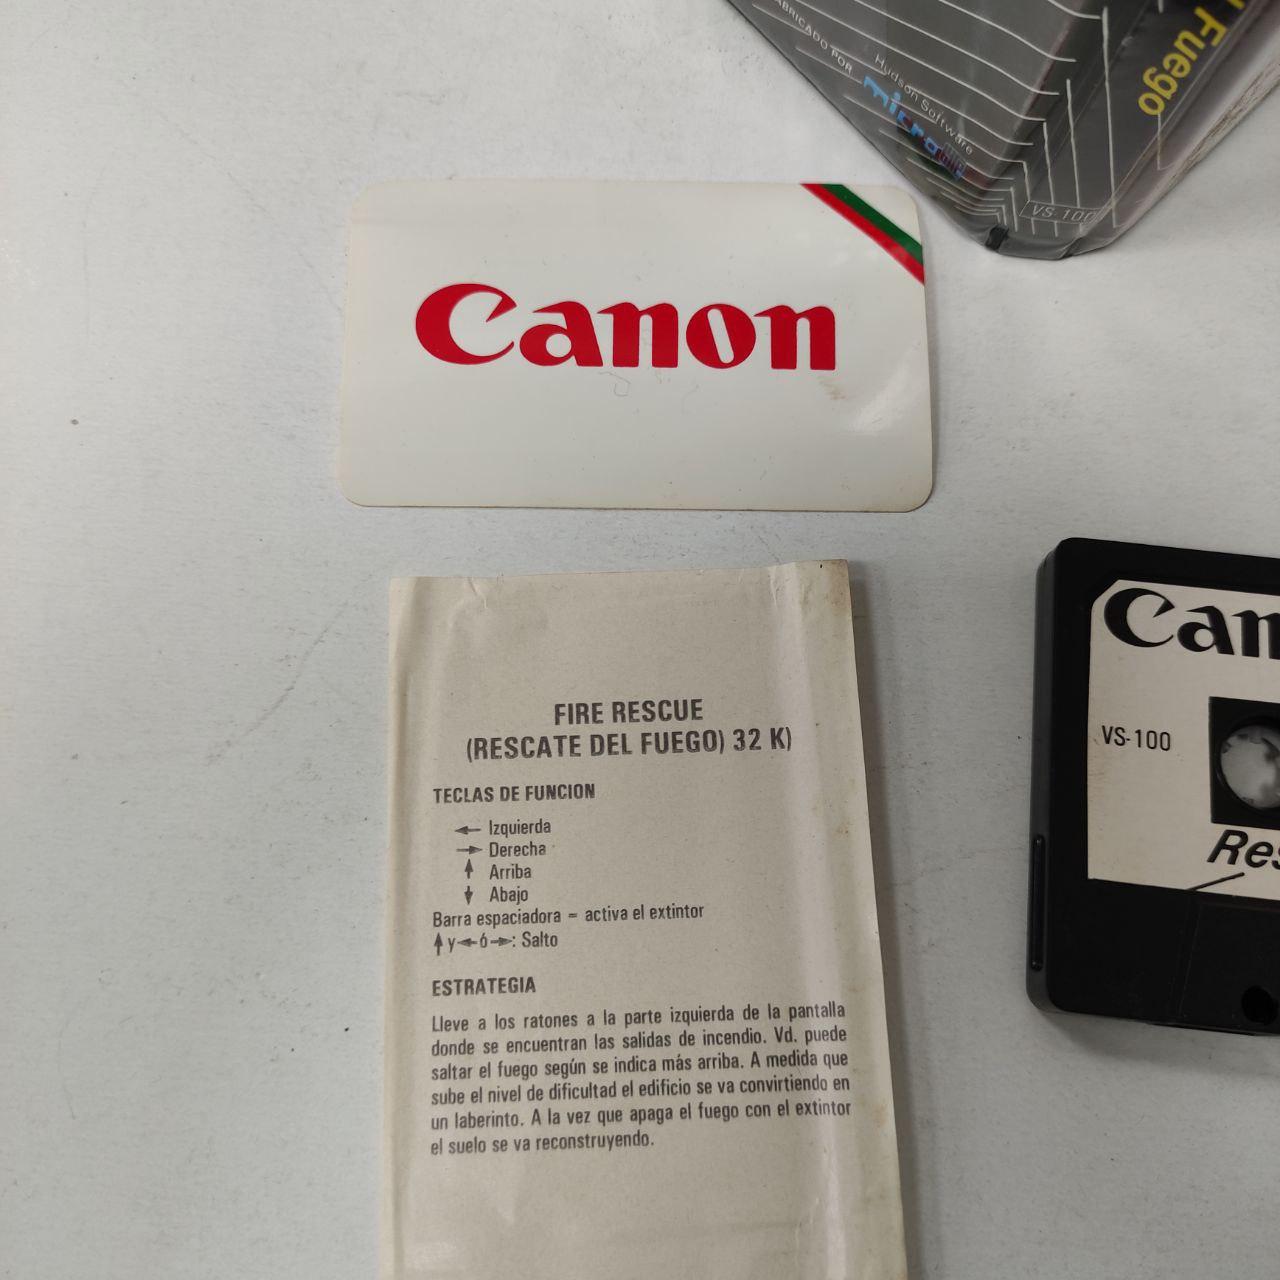 l Fuego
FABRICADO POR
Hudson Software
microbit
VS-100
Canon
FIRE RESCUE
(RESCATE DEL FUEGO) 32 K)
TECLAS DE FUNCION
← Izquierda
→ Derecha
↑ Arriba
↓ Abajo
Barra espaciadora = activa el extintor
↑ y ← ó →: Salto
ESTRATEGIA
Lleve a los ratones a la parte izquierda de la pantalla
donde se encuentran las salidas de incendio. Vd. puede
saltar el fuego según se indica más arriba. A medida que
sube el nivel de dificultad el edificio se va convirtiendo en
un laberinto. A la vez que apaga el fuego con el extintor
el suelo se va reconstruyendo.
Can
VS-100
Res